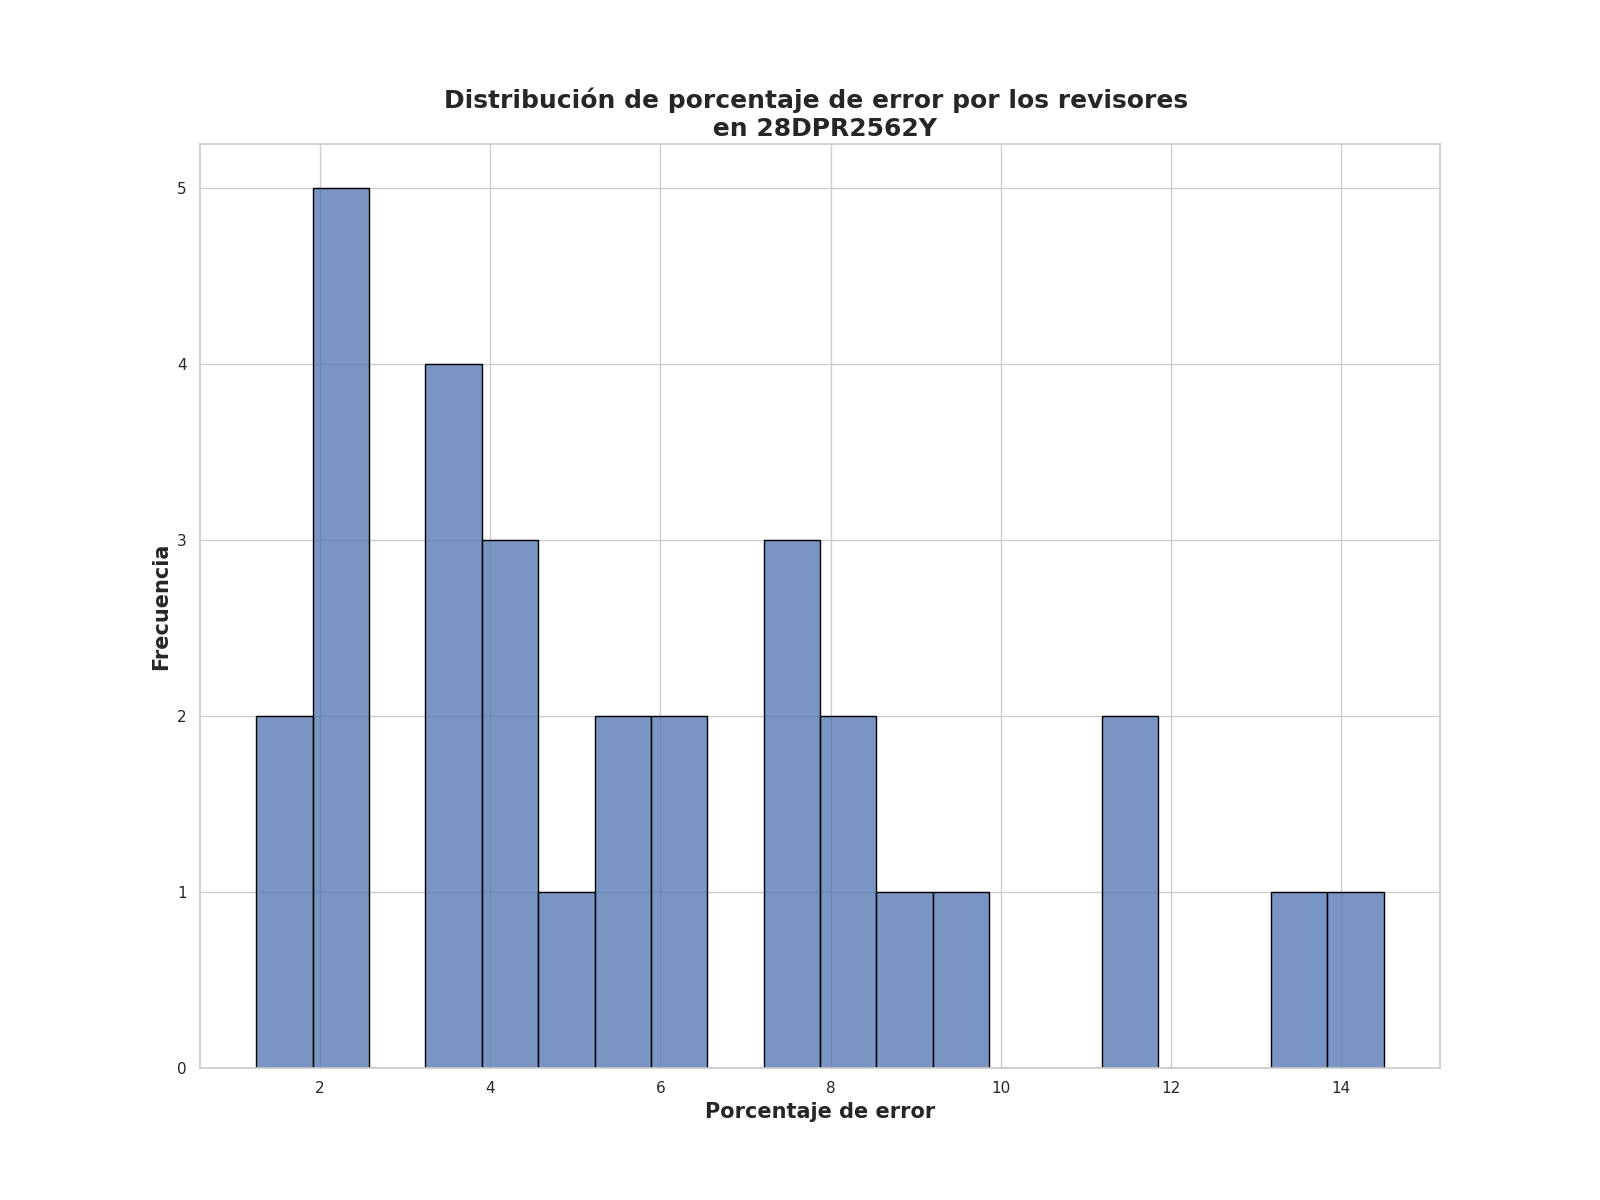 Distribución de porcentaje de error por los revisores
en 28DPR2562Y
5
4
3
2
1
0
Frecuencia
2 4 6 8 10 12 14
Porcentaje de error